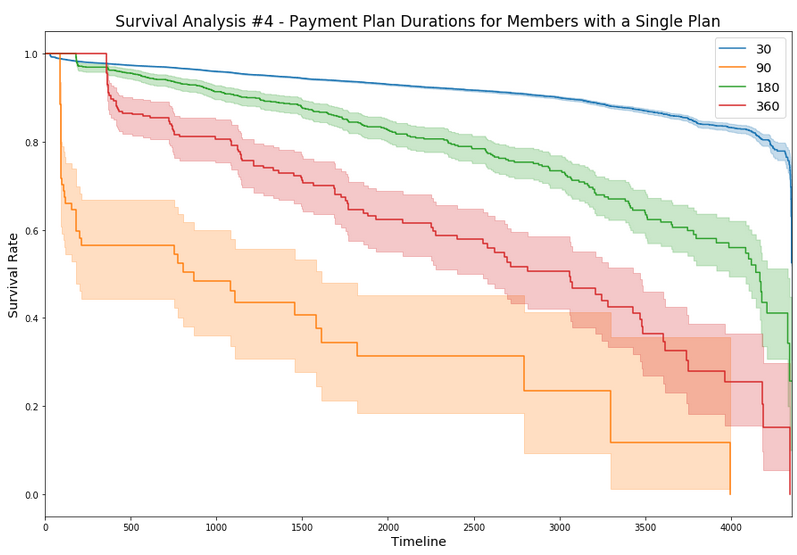 Survival Analysis #4 - Payment Plan Durations for Members with a Single Plan
30
90
180
360
Survival Rate
1.0
0.8
0.6
0.4
0.2
0.0
0 500 1000 1500 2000 2500 3000 3500 4000
Timeline